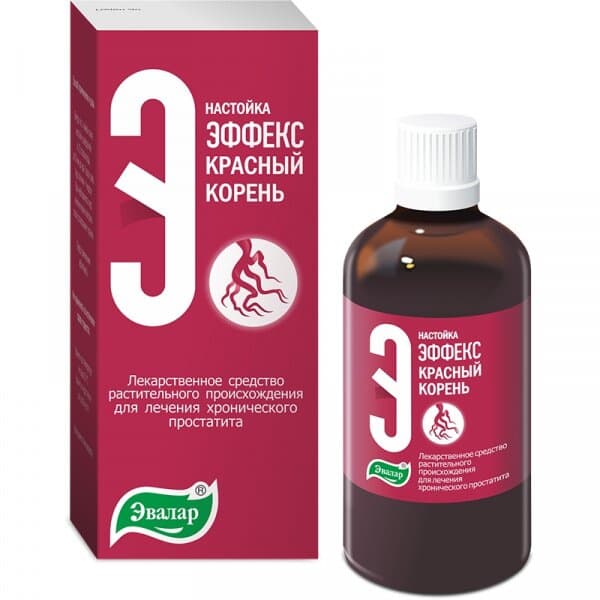 НАСТОЙКА
ЭФФЕКС
КРАСНЫЙ
КОРЕНЬ
Лекарственное средство
растительного происхождения
для лечения хронического
простатита
Эвалар®
Э
НАСТОЙКА
ЭФФЕКС
КРАСНЫЙ
КОРЕНЬ
Лекарственное средство
растительного
происхождения
для лечения
хронического простатита
Эвалар
Э